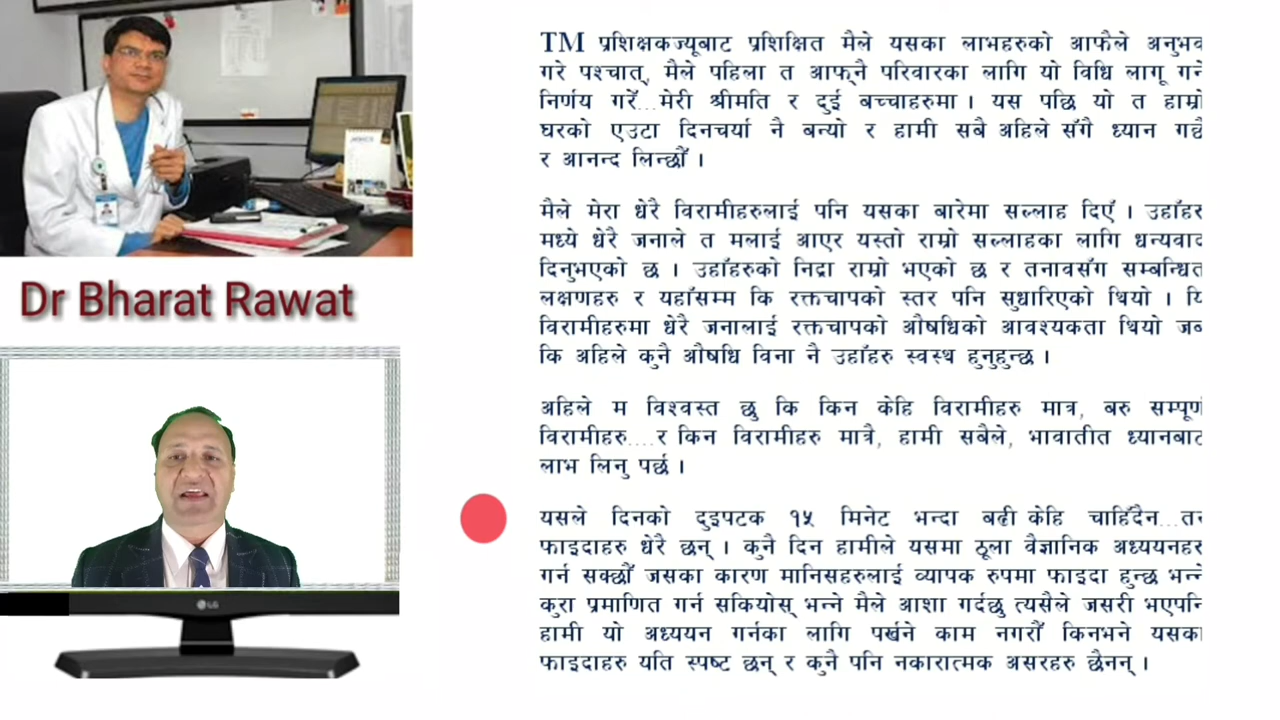 TM प्रशिक्षकज्यूबाट प्रशिक्षित मैले यसका लाभहरुको आफैले अनुभव
गरे पश्चात्, मैले पहिला त आफ्नै परिवारका लागि यो विधि लागू गर्ने
निर्णय गरेँ...मेरी श्रीमति र दुई बच्चाहरुमा । यस पछि यो त हाम्रो
घरको एउटा दिनचर्या नै बन्यो र हामी सबै अहिले सँगै ध्यान गर्छौ
र आनन्द लिन्छौँ ।
मैले मेरा धेरै विरामीहरुलाई पनि यसका बारेमा सल्लाह दिएँ । उहाँहरु
मध्ये धेरै जनाले त मलाई आएर यस्तो राम्रो सल्लाहका लागि धन्यवाद
दिनुभएको छ । उहाँहरुको निद्रा राम्रो भएको छ र तनावसँग सम्बन्धित
लक्षणहरु र यहाँसम्म कि रक्तचापको स्तर पनि सुधारिएको थियो । यि
विरामीहरुमा धेरै जनालाई रक्तचापको औषधिको आवश्यकता थियो जब
कि अहिले कुनै औषधि विना नै उहाँहरु स्वस्थ हुनुहुन्छ ।
अहिले म विश्वस्त छु कि किन केहि विरामीहरु मात्र, बरु सम्पूर्ण
विरामीहरु....र किन विरामीहरु मात्रै, हामी सबैले, भावातीत ध्यानबाट
लाभ लिनु पर्छ ।
यसले दिनको दुइपटक १५ मिनेट भन्दा बढी केहि चाहिँदैन...तर
फाइदाहरु धेरै छन् । कुनै दिन हामीले यसमा ठूला वैज्ञानिक अध्ययनहरु
गर्न सक्छौँ जसका कारण मानिसहरुलाई व्यापक रुपमा फाइदा हुन्छ भन्ने
कुरा प्रमाणित गर्न सकियोस् भन्ने मैले आशा गर्दछु त्यसैले जसरी भएपनि
हामी यो अध्ययन गर्नका लागि पर्खने काम नगरौँ किनभने यसका
फाइदाहरु यति स्पष्ट छन् र कुनै पनि नकारात्मक असरहरु छैनन् ।
Dr Bharat Rawat
LG